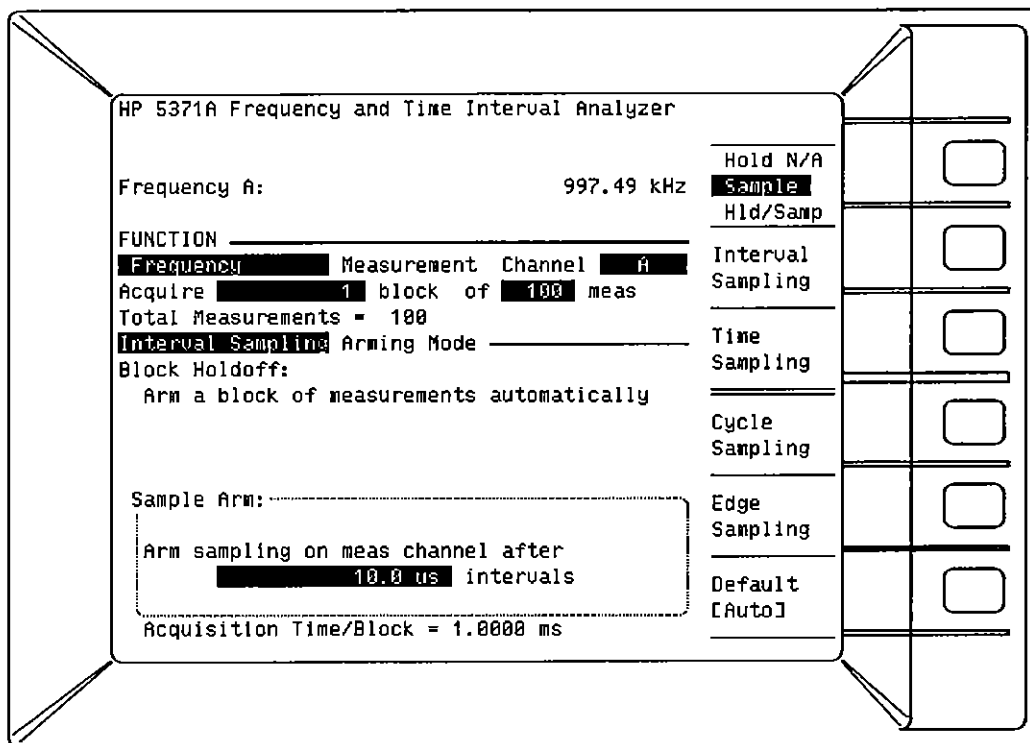 HP 5371A Frequency and Time Interval Analyzer
Frequency A: 997.49 kHz
FUNCTION
Frequency Measurement Channel A
Acquire 1 block of 100 meas
Total Measurements = 100
Interval Sampling Arming Mode
Block Holdoff:
Arm a block of measurements automatically
Sample Arm:
Arm sampling on meas channel after
10.0 us intervals
Acquisition Time/Block = 1.0000 ms
Hold N/A
Sample
Hld/Samp
Interval
Sampling
Time
Sampling
Cycle
Sampling
Edge
Sampling
Default
[Auto]